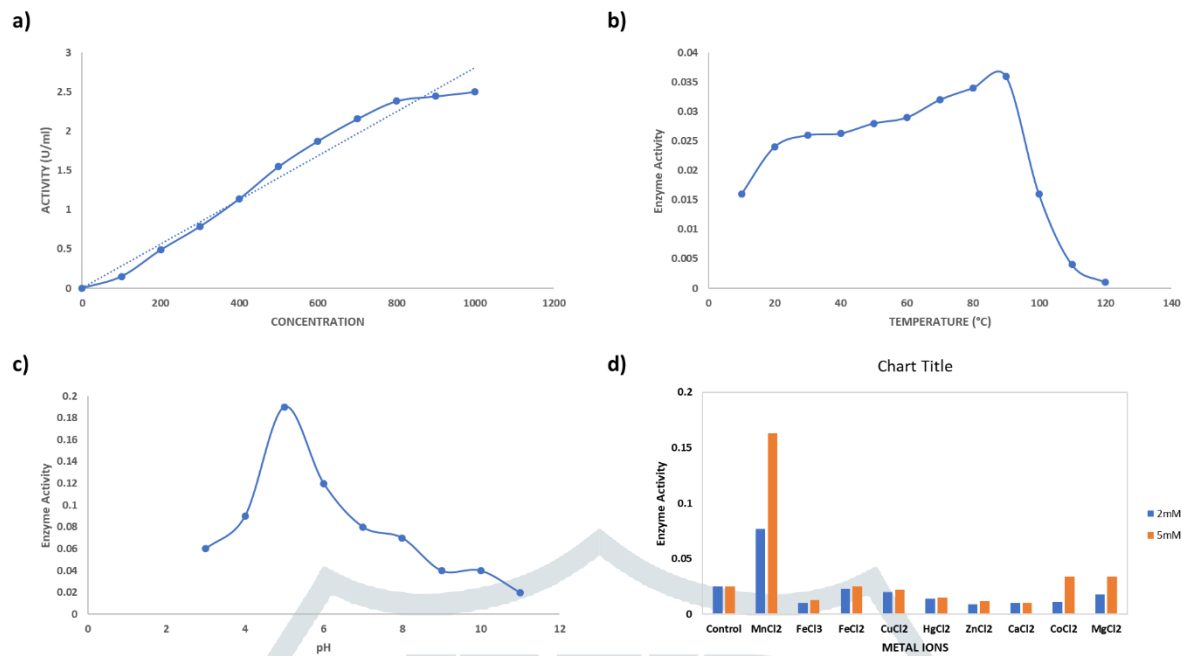 a)
3
2.5
2
1.5
1
0.5
0
ACTIVITY (U/ml)
0 200 400 600 800 1000 1200
CONCENTRATION
b)
0.04
0.035
0.03
0.025
0.02
0.015
0.01
0.005
0
Enzyme Activity
0 20 40 60 80 100 120 140
TEMPERATURE (°C)
c)
0.2
0.18
0.16
0.14
0.12
0.1
0.08
0.06
0.04
0.02
0
Enzyme Activity
0 2 4 6 8 10 12
pH
d)
Chart Title
0.2
0.15
0.1
0.05
0
Enzyme Activity
Control MnCl2 FeCl3 FeCl2 CuCl2 HgCl2 ZnCl2 CaCl2 CoCl2 MgCl2
METAL IONS
2mM
5mM